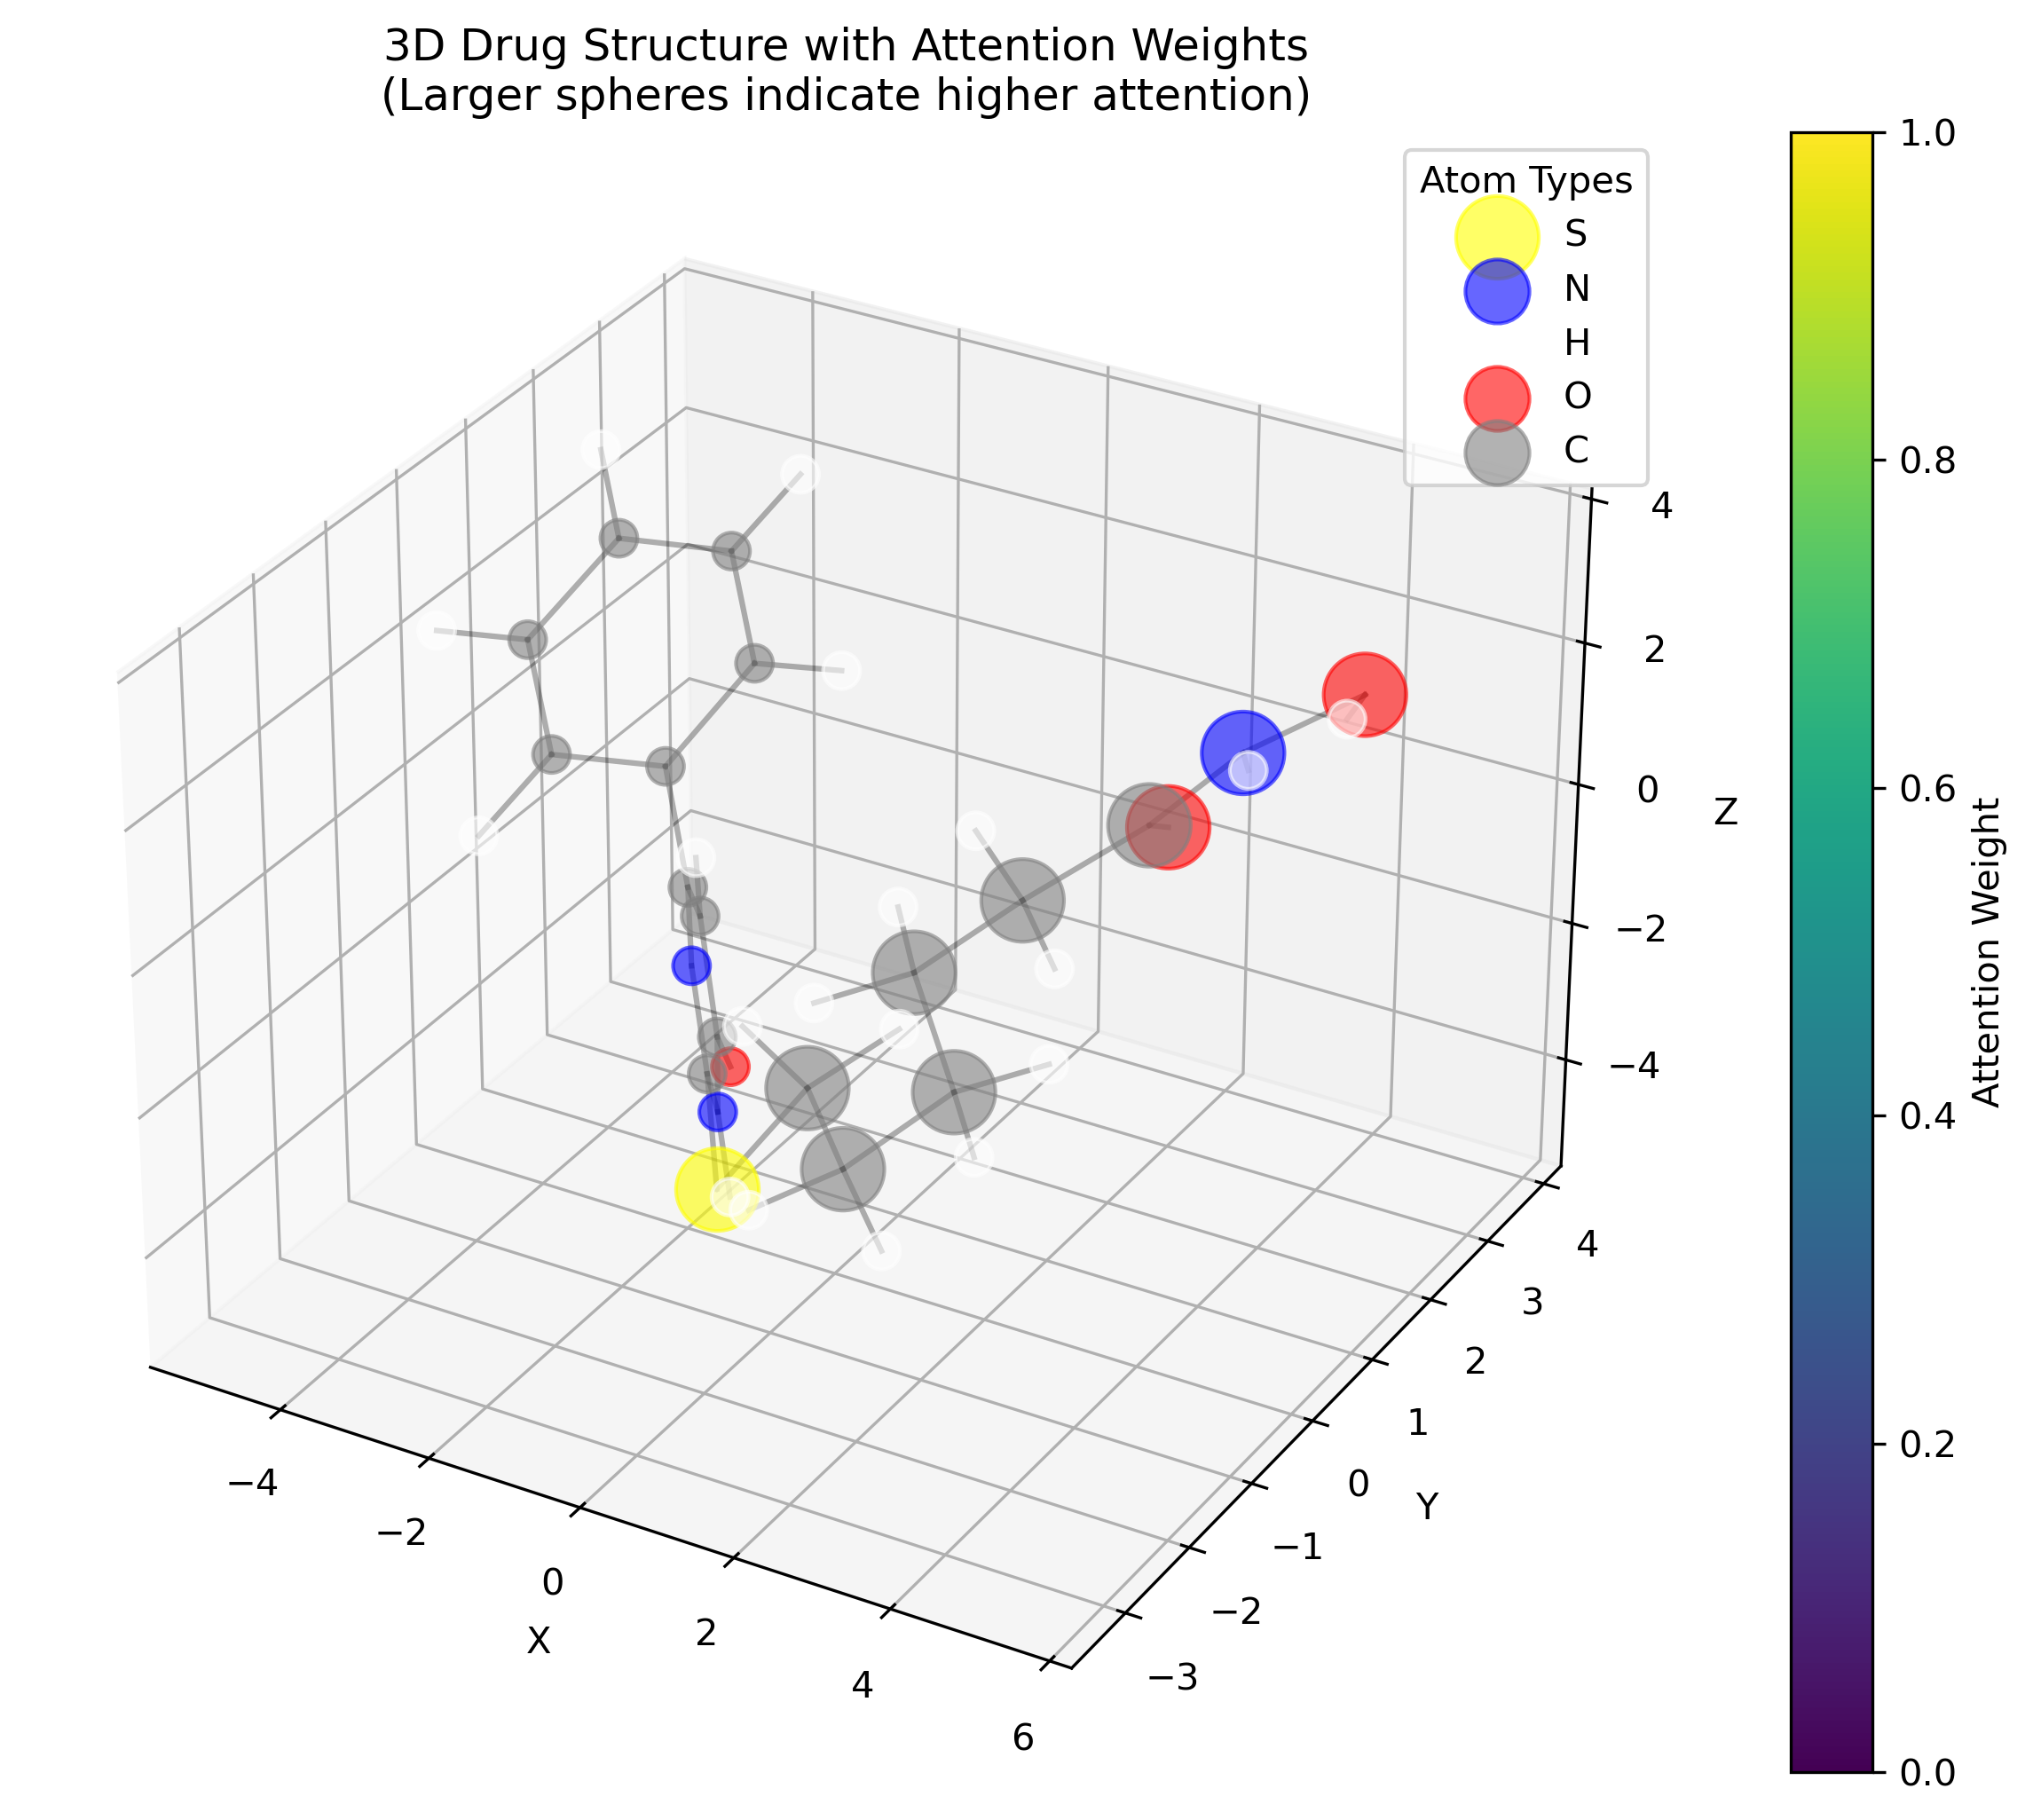 3D Drug Structure with Attention Weights
(Larger spheres indicate higher attention)
Atom Types
S
N
H
O
C
1.0
0.8
0.6
0.4
0.2
0.0
Attention Weight
4
2
0
−2
−4
Z
4
3
2
1
0
−1
−2
−3
Y
−4
−2
0
2
4
6
X